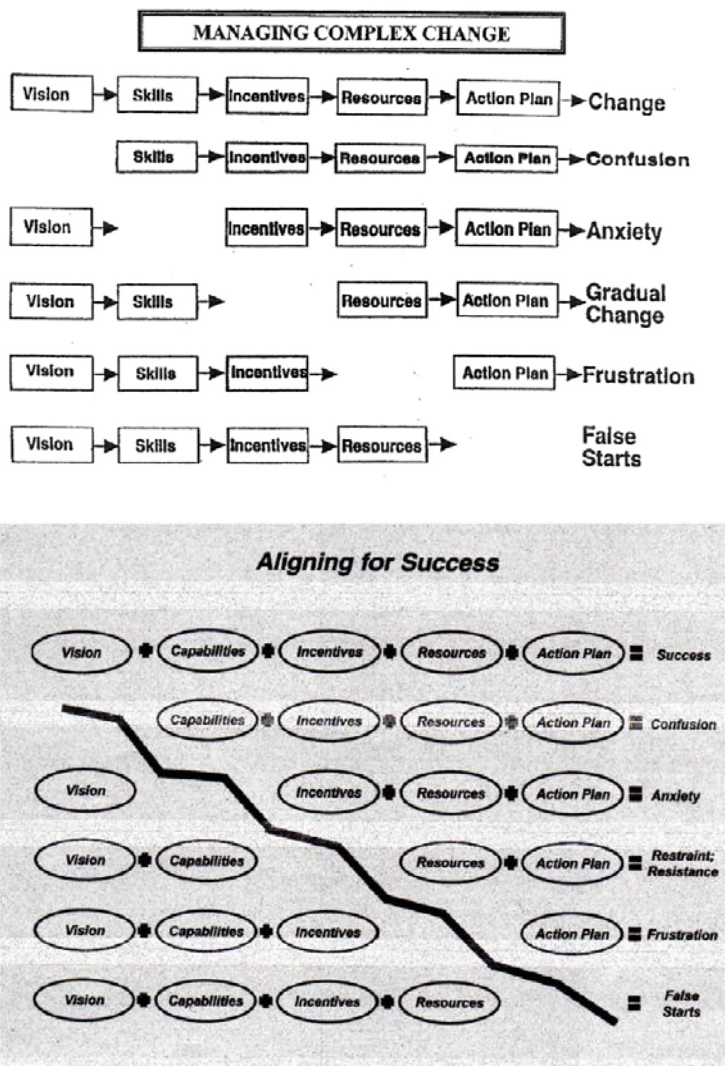 MANAGING COMPLEX CHANGE
Vision Skills Incentives Resources Action Plan Change
Skills Incentives Resources Action Plan Confusion
Vision Incentives Resources Action Plan Anxiety
Vision Skills Resources Action Plan Gradual
Change
Vision Skills Incentives Action Plan Frustration
Vision Skills Incentives Resources False
Starts
Aligning for Success
Vision + Capabilities + Incentives + Resources + Action Plan = Success
Capabilities + Incentives + Resources + Action Plan = Confusion
Vision Incentives + Resources + Action Plan = Anxiety
Vision + Capabilities Resources + Action Plan = Restraint;
Resistance
Vision + Capabilities + Incentives Action Plan = Frustration
Vision + Capabilities + Incentives + Resources = False
Starts